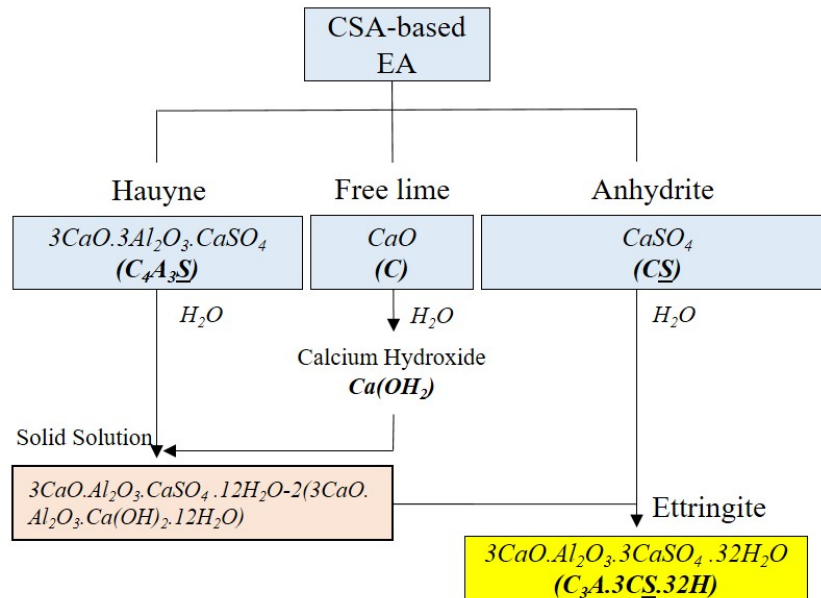 CSA-based
EA
Hauyne
Free lime
Anhydrite
3CaO.3Al₂O₃.CaSO₄
(C₄A₃S̲)
CaO
(C)
CaSO₄
(CS̲)
H₂O
H₂O
H₂O
Calcium Hydroxide
Ca(OH₂)
Solid Solution
3CaO.Al₂O₃.CaSO₄ .12H₂O-2(3CaO.
Al₂O₃.Ca(OH)₂.12H₂O)
Ettringite
3CaO.Al₂O₃.3CaSO₄ .32H₂O
(C₃A.3CS̲.32H)